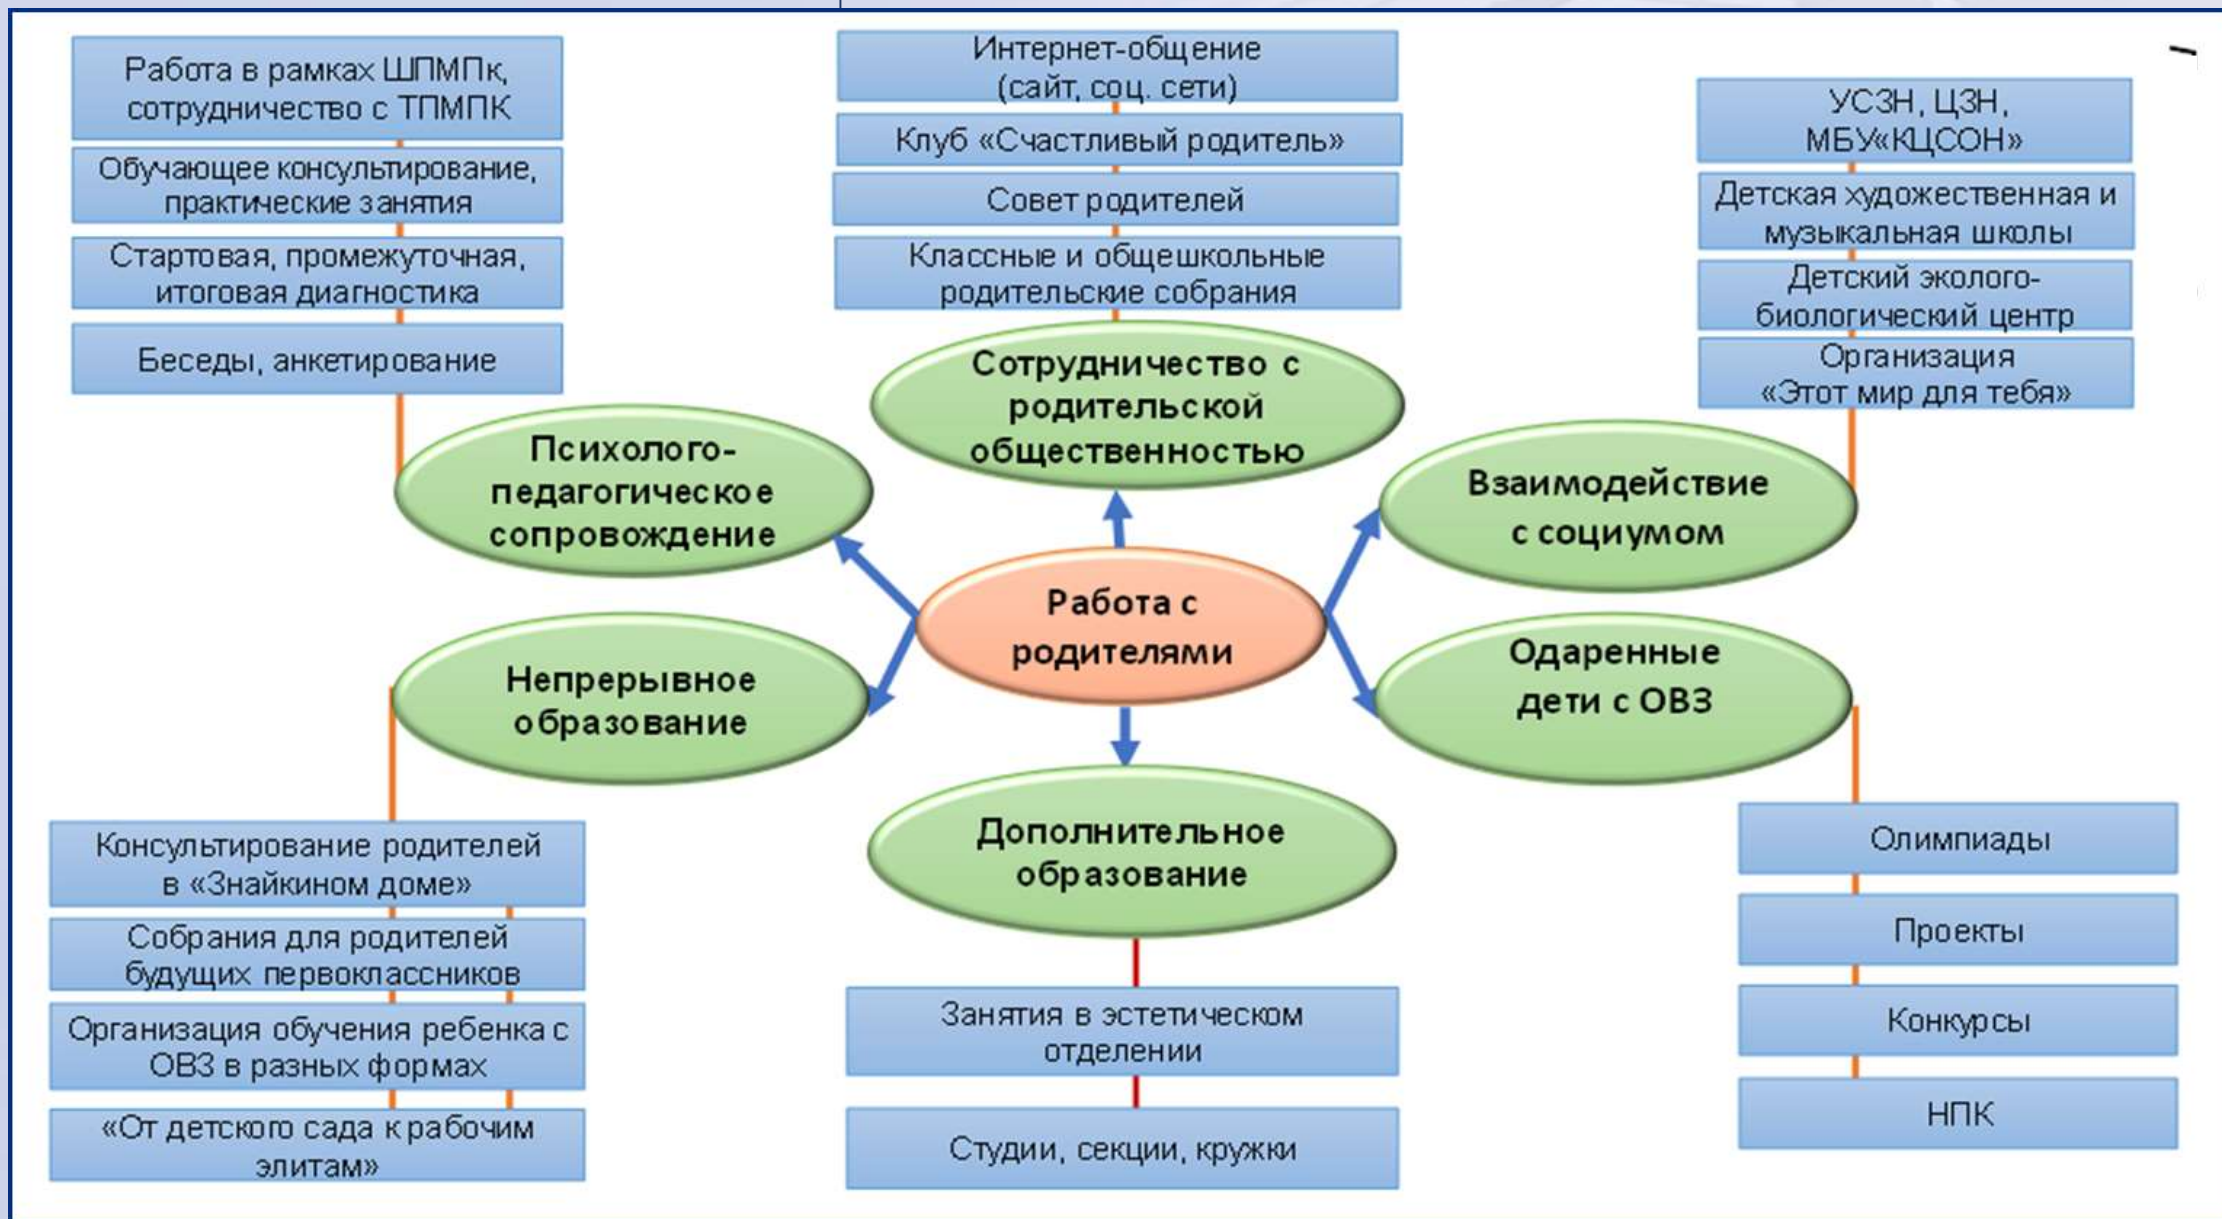 Работа в рамках ШПМПк,
сотрудничество с ТПМПК
Обучающее консультирование,
практические занятия
Стартовая, промежуточная,
итоговая диагностика
Беседы, анкетирование
Психолого-
педагогическое
сопровождение
Интернет-общение
(сайт, соц. сети)
Клуб «Счастливый родитель»
Совет родителей
Классные и общешкольные
родительские собрания
Сотрудничество с
родительской
общественностью
УСЗН, ЦЗН,
МБУ«КЦСОН»
Детская художественная и
музыкальная школы
Детский эколого-
биологический центр
Организация
«Этот мир для тебя»
Взаимодействие
с социумом
Работа с
родителями
Непрерывное
образование
Консультирование родителей
в «Знайкином доме»
Собрания для родителей
будущих первоклассников
Организация обучения ребенка с
ОВЗ в разных формах
«От детского сада к рабочим
элитам»
Дополнительное
образование
Занятия в эстетическом
отделении
Студии, секции, кружки
Одаренные
дети с ОВЗ
Олимпиады
Проекты
Конкурсы
НПК